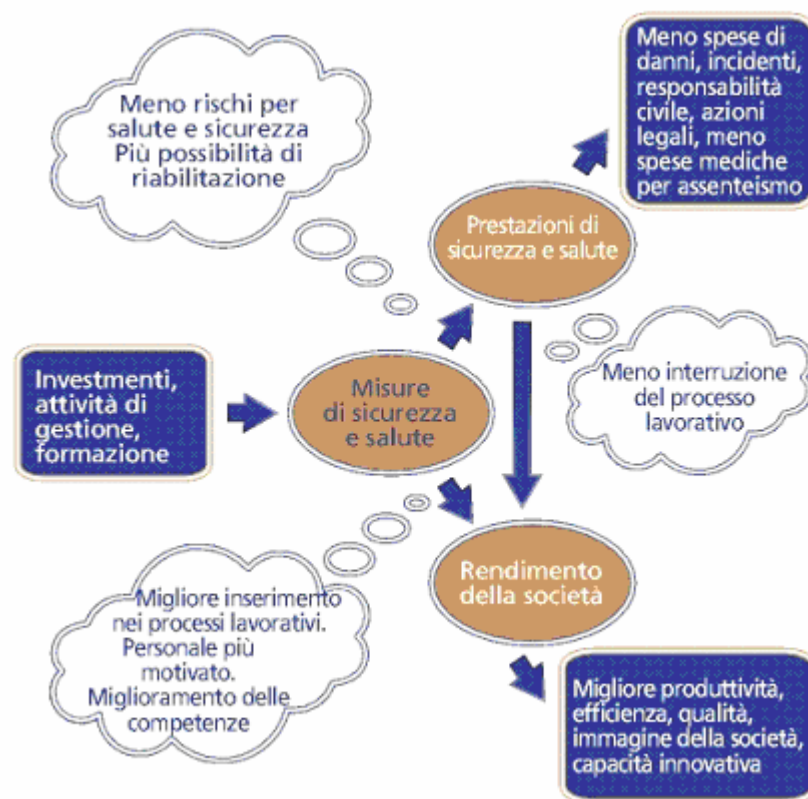 Meno spese di
danni, incidenti,
responsabilità
civile, azioni
legali, meno
spese mediche
per assenteismo
Meno rischi per
salute e sicurezza
Più possibilità di
riabilitazione
Prestazioni di
sicurezza e salute
Investimenti,
attività di
gestione,
formazione
Misure
di sicurezza
e salute
Meno interruzione
del processo
lavorativo
Migliore inserimento
nei processi lavorativi.
Personale più
motivato.
Miglioramento delle
competenze
Rendimento
della società
Migliore produttività,
efficienza, qualità,
immagine della società,
capacità innovativa